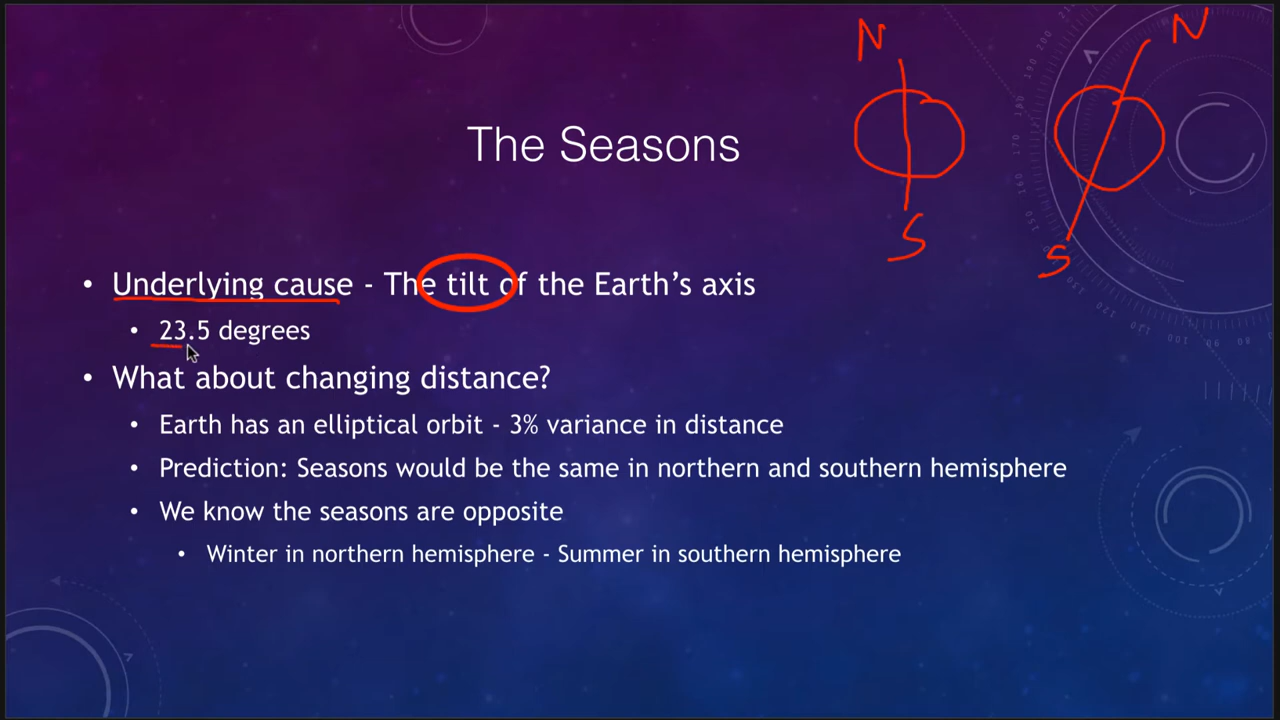 N
N
The Seasons
S
S
• Underlying cause - The tilt of the Earth's axis
• 23.5 degrees
• What about changing distance?
• Earth has an elliptical orbit - 3% variance in distance
• Prediction: Seasons would be the same in northern and southern hemisphere
• We know the seasons are opposite
• Winter in northern hemisphere - Summer in southern hemisphere